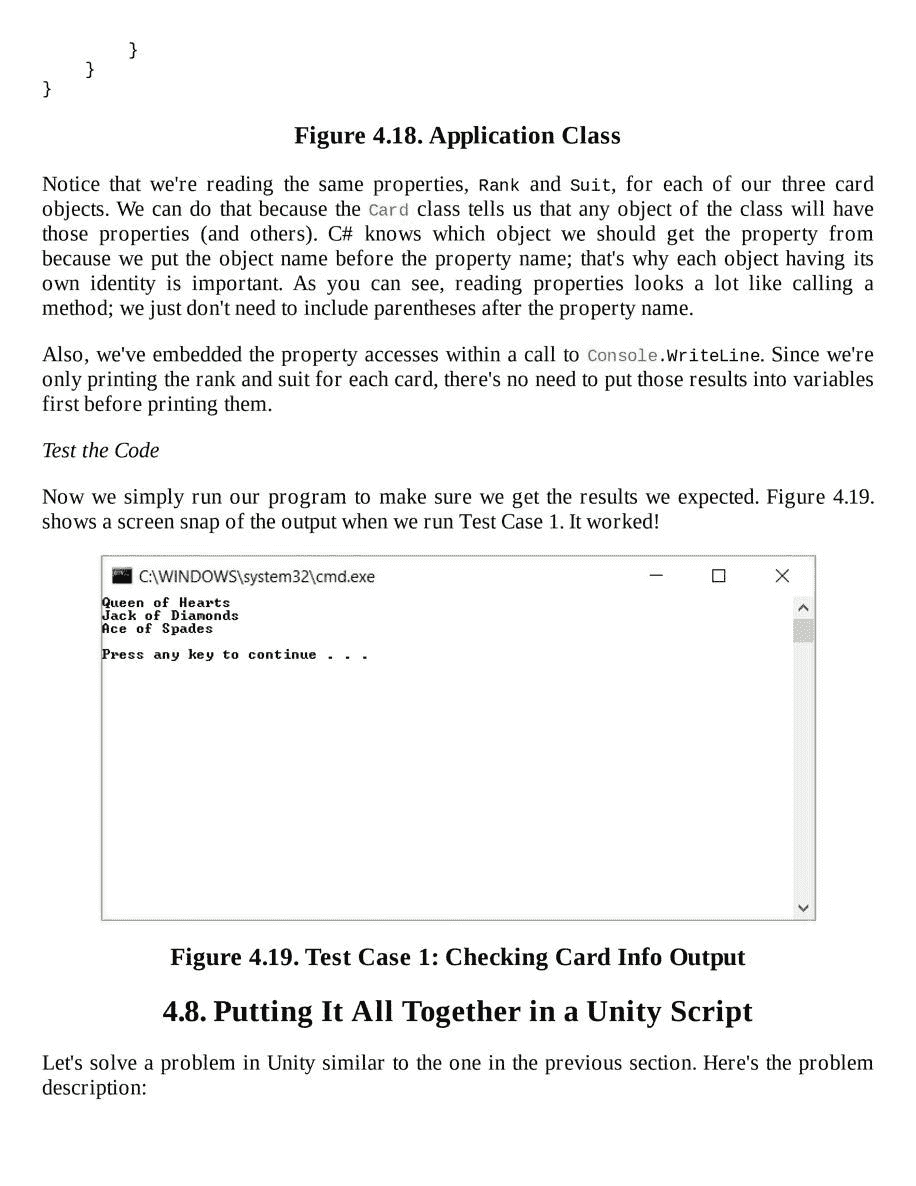 }
}
}
Figure 4.18. Application Class
Notice that we're reading the same properties, Rank and Suit, for each of our three card
objects. We can do that because the Card class tells us that any object of the class will have
those properties (and others). C# knows which object we should get the property from
because we put the object name before the property name; that's why each object having its
own identity is important. As you can see, reading properties looks a lot like calling a
method; we just don't need to include parentheses after the property name.
Also, we've embedded the property accesses within a call to Console.WriteLine. Since we're
only printing the rank and suit for each card, there's no need to put those results into variables
first before printing them.
Test the Code
Now we simply run our program to make sure we get the results we expected. Figure 4.19.
shows a screen snap of the output when we run Test Case 1. It worked!
C:\WINDOWS\system32\cmd.exe
Queen of Hearts
Jack of Diamonds
Ace of Spades
Press any key to continue . . .
Figure 4.19. Test Case 1: Checking Card Info Output
4.8. Putting It All Together in a Unity Script
Let's solve a problem in Unity similar to the one in the previous section. Here's the problem
description: